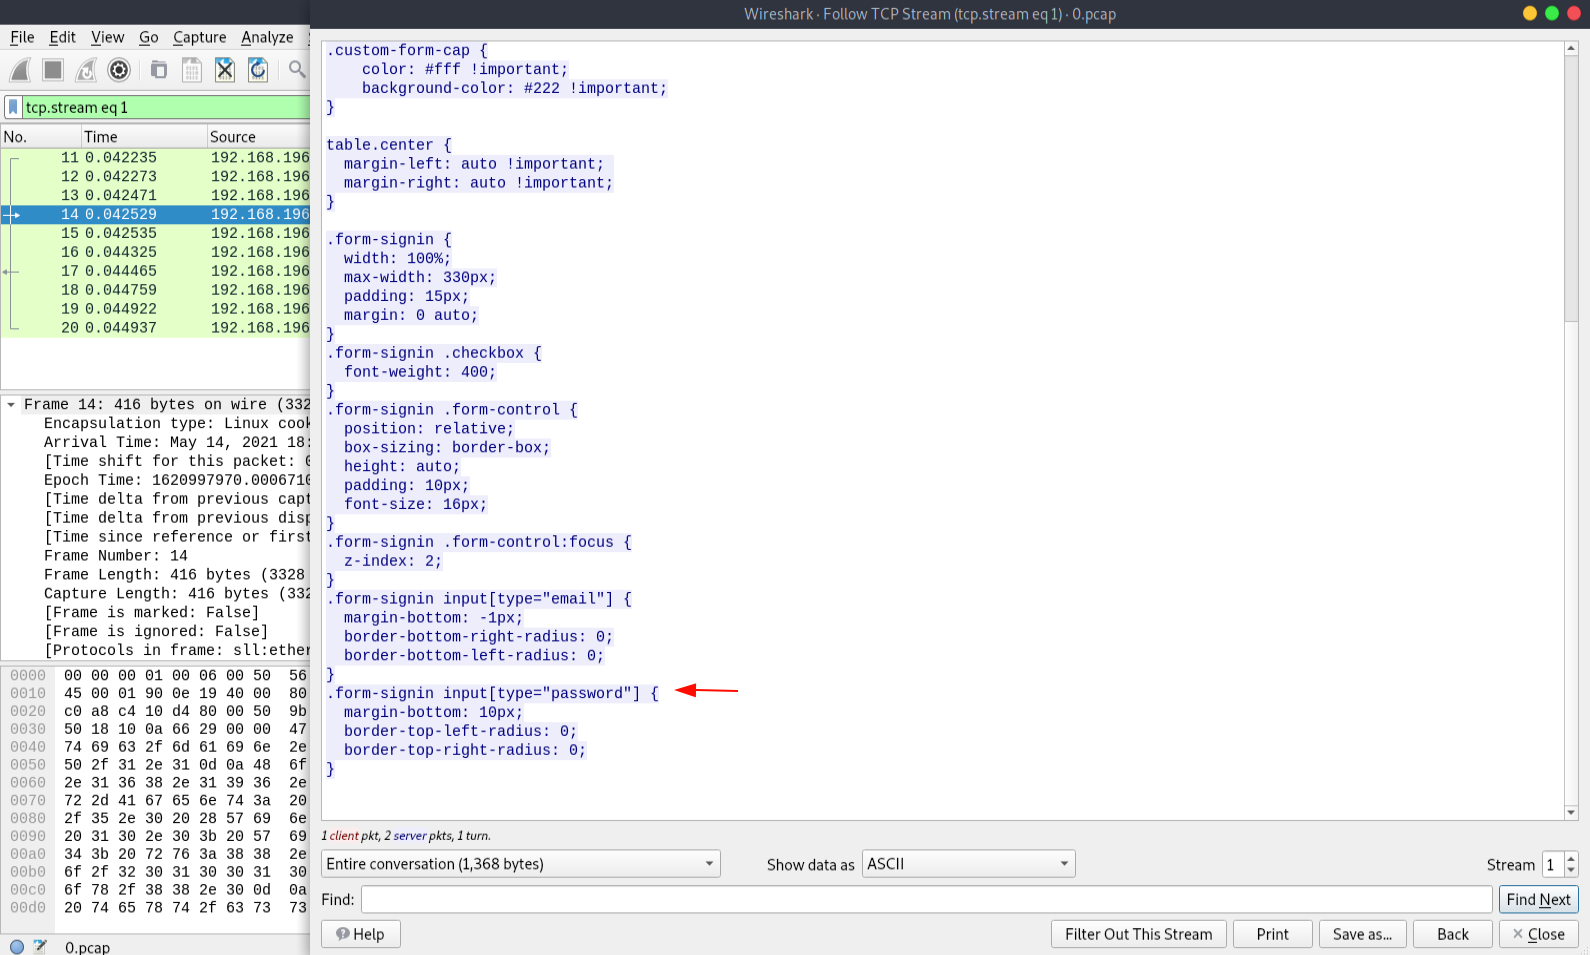 Wireshark · Follow TCP Stream (tcp.stream eq 1) · 0.pcap
File Edit View Go Capture Analyze
tcp.stream eq 1
No. Time Source
11 0.042235 192.168.196
12 0.042273 192.168.196
13 0.042471 192.168.196
14 0.042529 192.168.196
15 0.042535 192.168.196
16 0.044325 192.168.196
17 0.044465 192.168.196
18 0.044759 192.168.196
19 0.044922 192.168.196
20 0.044937 192.168.196
Frame 14: 416 bytes on wire (332
Encapsulation type: Linux cook
Arrival Time: May 14, 2021 18:
[Time shift for this packet: 0
Epoch Time: 1620997970.0006710
[Time delta from previous capt
[Time delta from previous disp
[Time since reference or first
Frame Number: 14
Frame Length: 416 bytes (3328
Capture Length: 416 bytes (332
[Frame is marked: False]
[Frame is ignored: False]
[Protocols in frame: sll:ether
0000 00 00 00 01 00 06 00 50 56
0010 45 00 01 90 0e 19 40 00 80
0020 c0 a8 c4 10 d4 80 00 50 9b
0030 50 18 10 0a 66 29 00 00 47
0040 74 69 63 2f 6d 61 69 6e 2e
0050 50 2f 31 2e 31 0d 0a 48 6f
0060 2e 31 36 38 2e 31 39 36 2e
0070 72 2d 41 67 65 6e 74 3a 20
0080 2f 35 2e 30 20 28 57 69 6e
0090 20 31 30 2e 30 3b 20 57 69
00a0 34 3b 20 72 76 3a 38 38 2e
00b0 6f 2f 32 30 31 30 30 31 30
00c0 6f 78 2f 38 38 2e 30 0d 0a
00d0 20 74 65 78 74 2f 63 73 73
0.pcap
.custom-form-cap {
color: #fff !important;
background-color: #222 !important;
}
table.center {
margin-left: auto !important;
margin-right: auto !important;
}
.form-signin {
width: 100%;
max-width: 330px;
padding: 15px;
margin: 0 auto;
}
.form-signin .checkbox {
font-weight: 400;
}
.form-signin .form-control {
position: relative;
box-sizing: border-box;
height: auto;
padding: 10px;
font-size: 16px;
}
.form-signin .form-control:focus {
z-index: 2;
}
.form-signin input[type="email"] {
margin-bottom: -1px;
border-bottom-right-radius: 0;
border-bottom-left-radius: 0;
}
.form-signin input[type="password"] {
margin-bottom: 10px;
border-top-left-radius: 0;
border-top-right-radius: 0;
}
1 client pkt, 2 server pkts, 1 turn.
Entire conversation (1,368 bytes) Show data as ASCII Stream 1
Find: Find Next
Help Filter Out This Stream Print Save as... Back Close